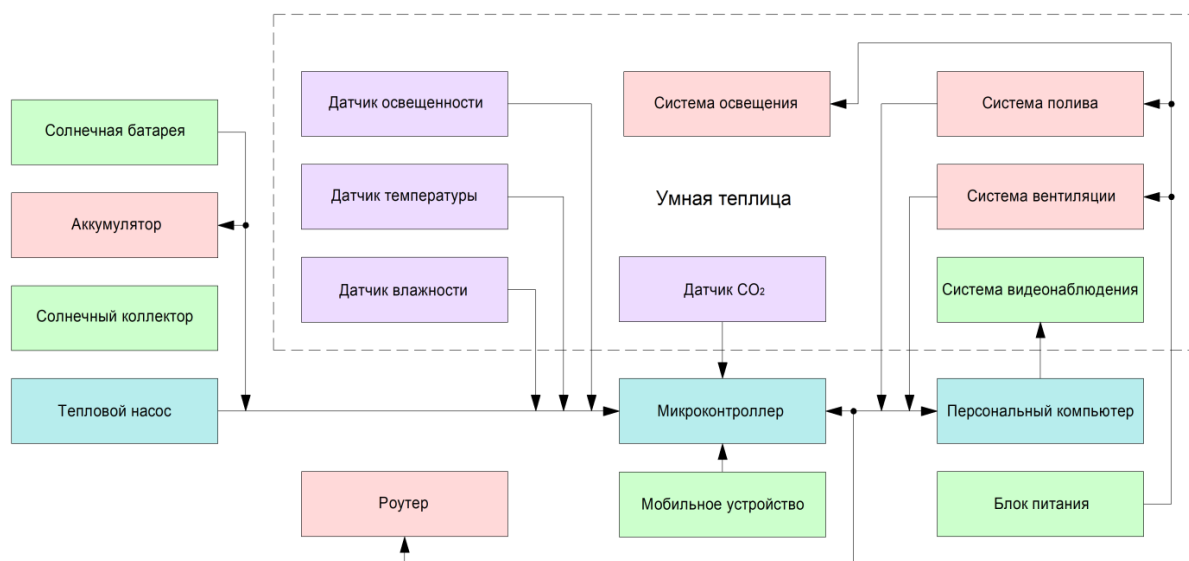 Датчик освещенности
Система освещения
Система полива
Солнечная батарея
Датчик температуры
Умная теплица
Система вентиляции
Аккумулятор
Датчик влажности
Датчик CO₂
Система видеонаблюдения
Солнечный коллектор
Тепловой насос
Микроконтроллер
Персональный компьютер
Роутер
Мобильное устройство
Блок питания